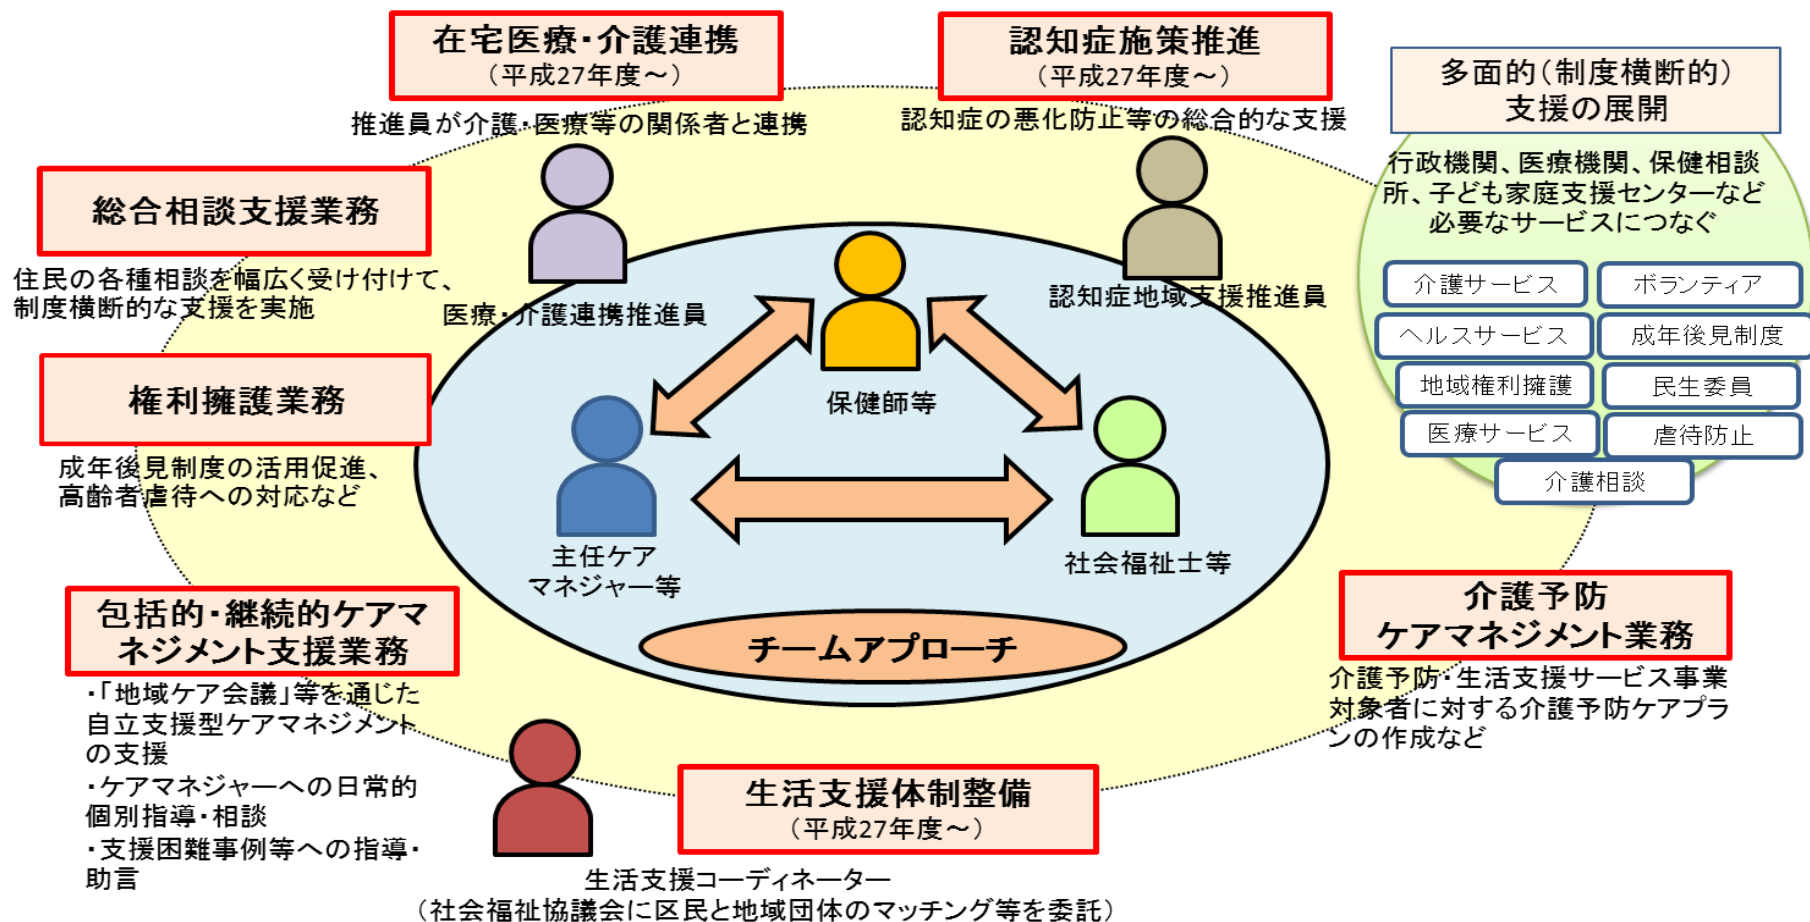 在宅医療・介護連携
（平成27年度～）
推進員が介護・医療等の関係者と連携
認知症施策推進
（平成27年度～）
認知症の悪化防止等の総合的な支援
多面的（制度横断的）
支援の展開
行政機関、医療機関、保健相談
所、子ども家庭支援センターなど
必要なサービスにつなぐ
介護サービス
ボランティア
ヘルスサービス
成年後見制度
地域権利擁護
民生委員
医療サービス
虐待防止
介護相談
総合相談支援業務
住民の各種相談を幅広く受け付けて、
制度横断的な支援を実施
医療・介護連携推進員
認知症地域支援推進員
権利擁護業務
成年後見制度の活用促進、
高齢者虐待への対応など
保健師等
主任ケア
マネジャー等
社会福祉士等
チームアプローチ
包括的・継続的ケアマ
ネジメント支援業務
・「地域ケア会議」等を通じた
自立支援型ケアマネジメント
の支援
・ケアマネジャーへの日常的
個別指導・相談
・支援困難事例等への指導・
助言
介護予防
ケアマネジメント業務
介護予防・生活支援サービス事業
対象者に対する介護予防ケアプラ
ンの作成など
生活支援体制整備
（平成27年度～）
生活支援コーディネーター
（社会福祉協議会に区民と地域団体のマッチング等を委託）